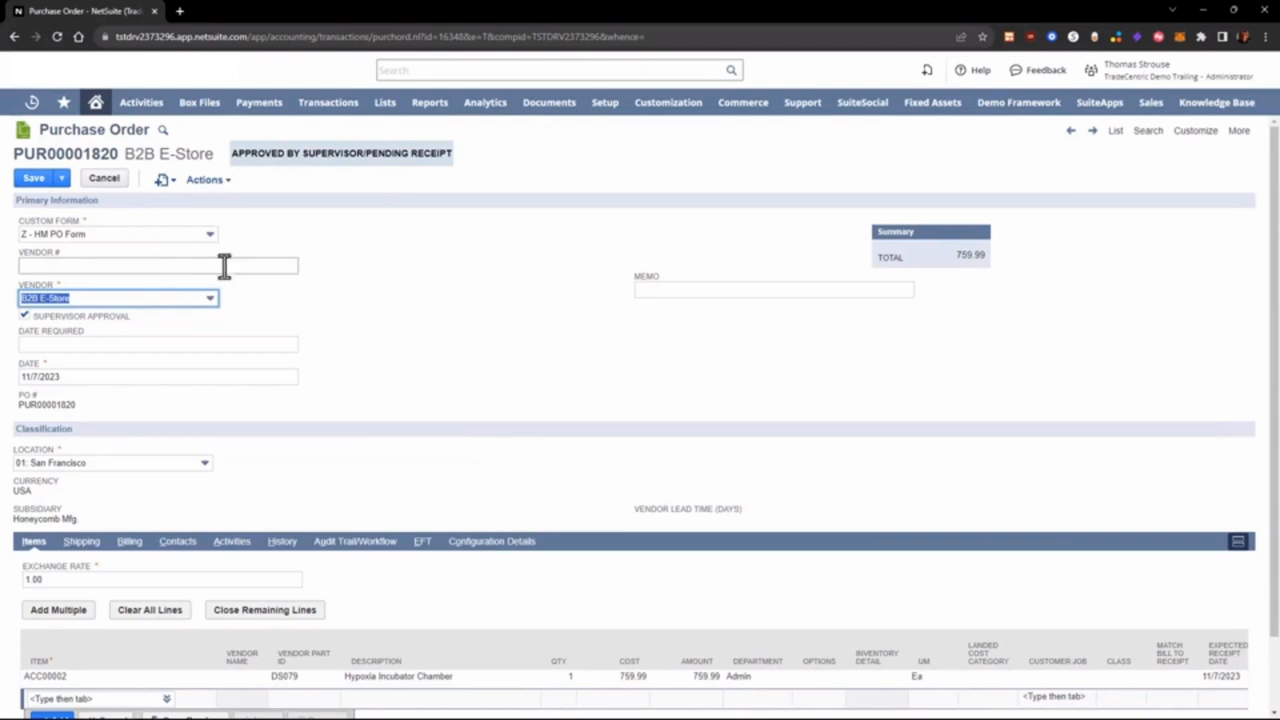 Purchase Order - NetSuite (Trad
tstdrv2373296.app.netsuite.com/app/accounting/transactions/purchord.nl?id=16348&e=T&compid=TSTDRV2373296&whence=
Search
Help
Feedback
Thomas Strouse
TradeCentric Demo Trailing - Administrator
Activities Box Files Payments Transactions Lists Reports Analytics Documents Setup Customization Commerce Support SuiteSocial Fixed Assets Demo Framework SuiteApps Sales Knowledge Base
Purchase Order
List Search Customize More
PUR00001820 B2B E-Store APPROVED BY SUPERVISOR/PENDING RECEIPT
Save Cancel Actions
Primary Information
CUSTOM FORM *
Z - HM PO Form
Summary
TOTAL 759.99
VENDOR #
MEMO
VENDOR *
B2B E-Store
SUPERVISOR APPROVAL
DATE REQUIRED
DATE *
11/7/2023
PO #
PUR00001820
Classification
LOCATION *
01: San Francisco
CURRENCY
USA
SUBSIDIARY
Honeycomb Mfg.
VENDOR LEAD TIME (DAYS)
Items Shipping Billing Contacts Activities History Audit Trail/Workflow EFT Configuration Details
EXCHANGE RATE *
1.00
Add Multiple Clear All Lines Close Remaining Lines
ITEM * VENDOR NAME VENDOR PART ID DESCRIPTION QTY COST AMOUNT DEPARTMENT OPTIONS INVENTORY DETAIL UM LANDED COST CATEGORY CUSTOMER:JOB CLASS MATCH BILL TO RECEIPT EXPECTED RECEIPT DATE
ACC00002 DS079 Hypoxia Incubator Chamber 1 759.99 759.99 Admin Ea 11/7/2023
<Type then tab> <Type then tab>